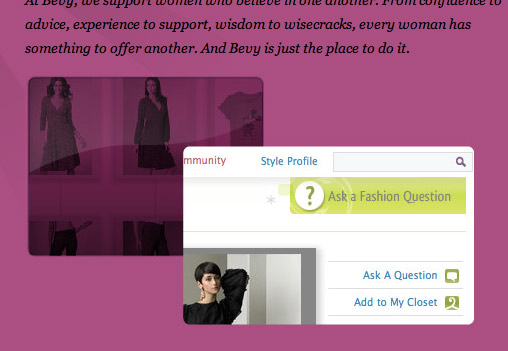 At Bevy, we support women who believe in one another. From confidence to
advice, experience to support, wisdom to wisecracks, every woman has
something to offer another. And Bevy is just the place to do it.
mmunity Style Profile
? Ask a Fashion Question
Ask A Question
Add to My Closet